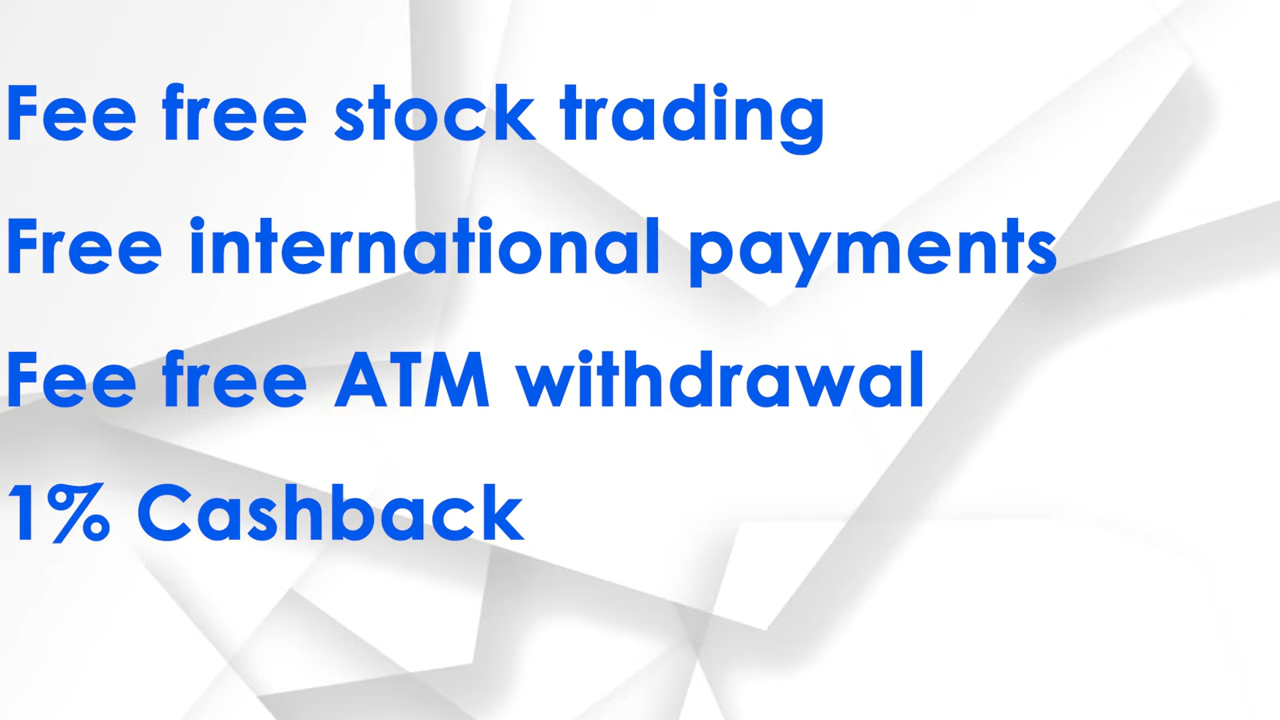 Fee free stock trading
Free international payments
Fee free ATM withdrawal
1% Cashback